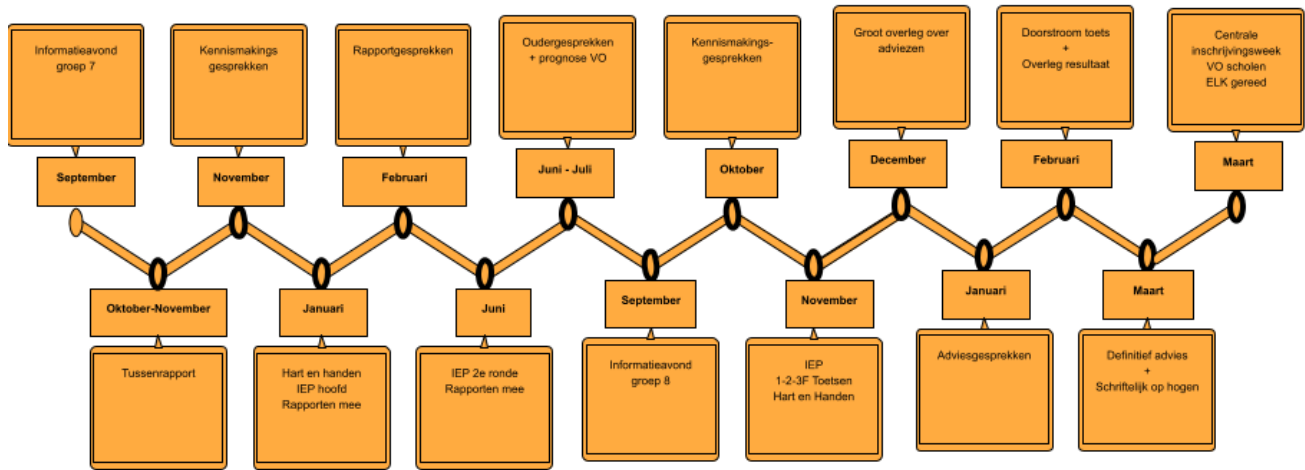 Informatieavond
groep 7
September
Oktober-November
Tussenrapport
Kennismakings
gesprekken
November
Januari
Hart en handen
IEP hoofd
Rapporten mee
Rapportgesprekken
Februari
Juni
IEP 2e ronde
Rapporten mee
Oudergesprekken
+ prognose VO
Juni - Juli
September
Informatieavond
groep 8
Kennismakings-
gesprekken
Oktober
November
IEP
1-2-3F Toetsen
Hart en Handen
Groot overleg over
adviezen
December
Januari
Adviesgesprekken
Doorstroom toets
+
Overleg resultaat
Februari
Maart
Definitief advies
+
Schriftelijk op hogen
Centrale
inschrijvingsweek
VO scholen
ELK gereed
Maart